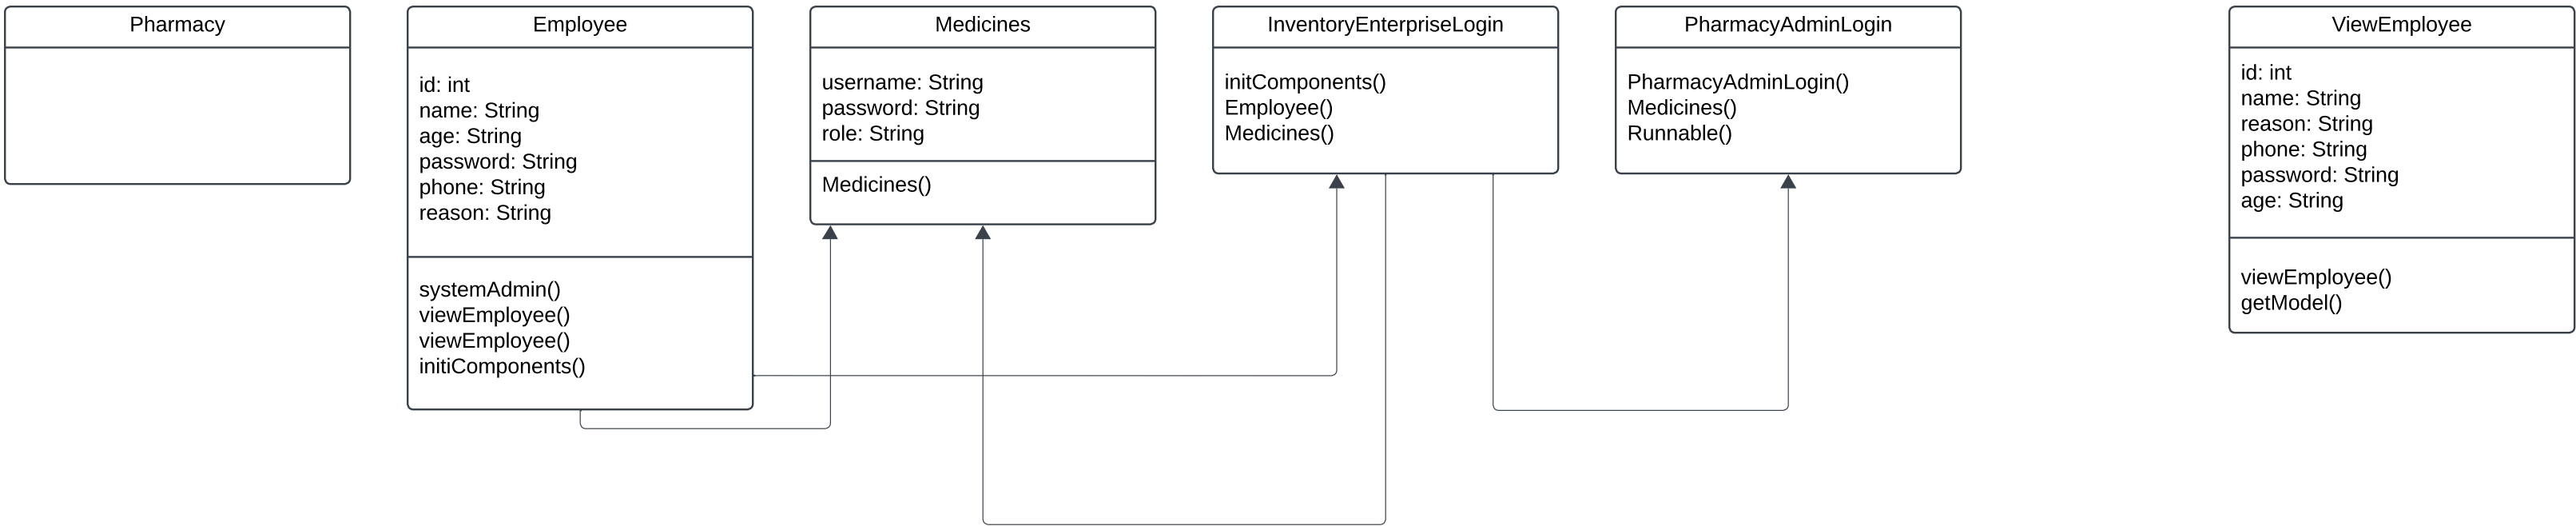 Pharmacy
Employee
id: int
name: String
age: String
password: String
phone: String
reason: String
systemAdmin()
viewEmployee()
viewEmployee()
initiComponents()
Medicines
username: String
password: String
role: String
Medicines()
InventoryEnterpriseLogin
initComponents()
Employee()
Medicines()
PharmacyAdminLogin
PharmacyAdminLogin()
Medicines()
Runnable()
ViewEmployee
id: int
name: String
reason: String
phone: String
password: String
age: String
viewEmployee()
getModel()